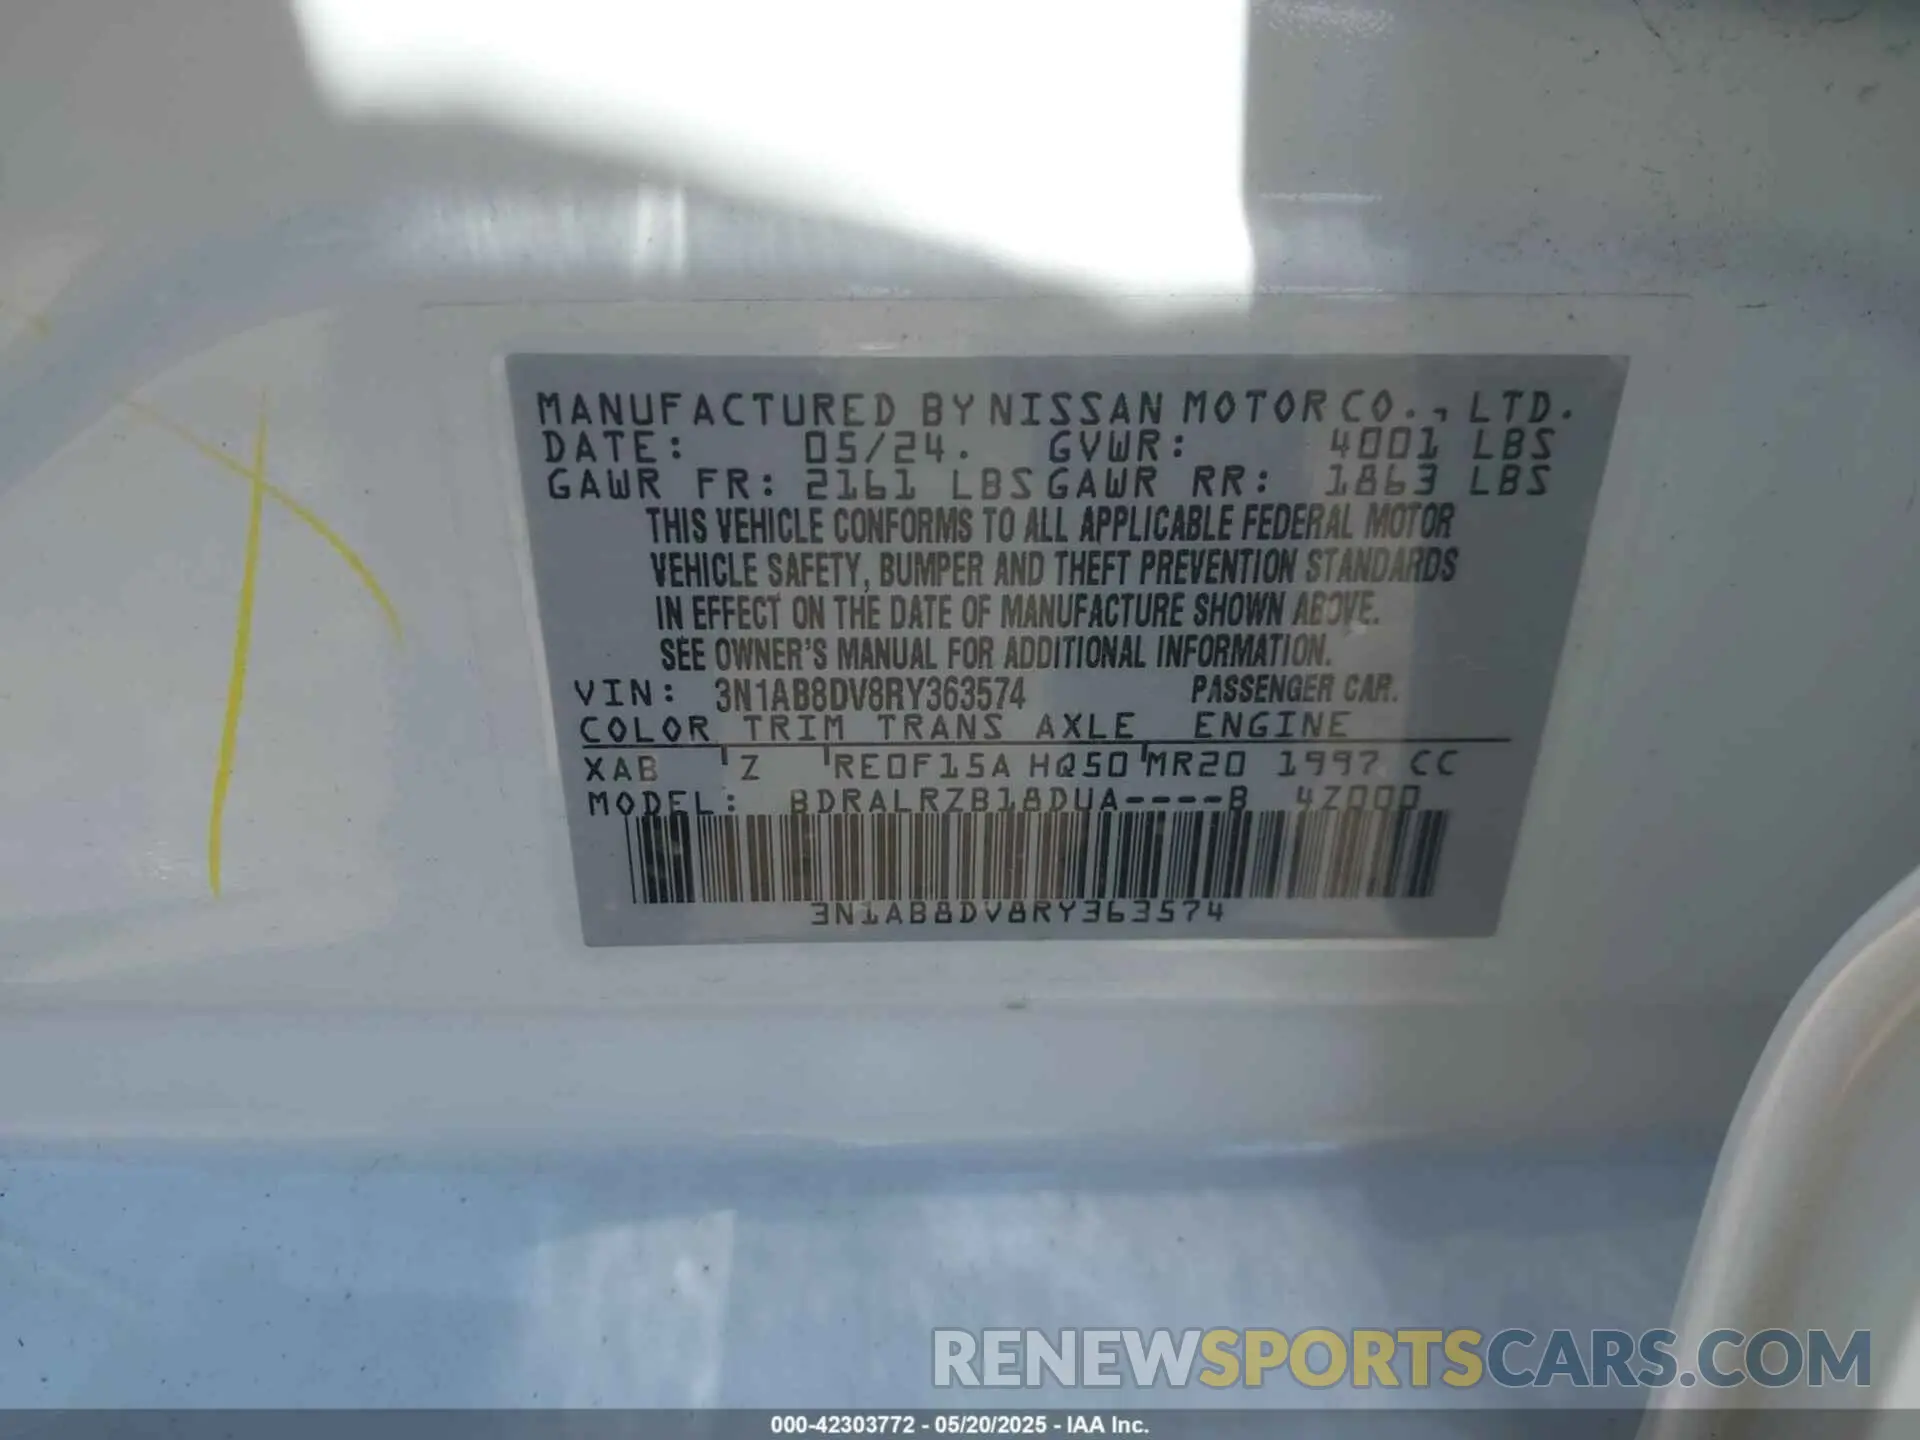 MANUFACTURED BY NISSAN MOTOR CO., LTD.
DATE: 05/24. GVWR: 4001 LBS
GAWR FR: 2161 LBS GAWR RR: 1863 LBS
THIS VEHICLE CONFORMS TO ALL APPLICABLE FEDERAL MOTOR
VEHICLE SAFETY, BUMPER AND THEFT PREVENTION STANDARDS
IN EFFECT ON THE DATE OF MANUFACTURE SHOWN ABOVE.
SEE OWNER'S MANUAL FOR ADDITIONAL INFORMATION.
VIN: 3N1AB8DV8RY363574 PASSENGER CAR.
COLOR TRIM TRANS AXLE ENGINE
XAB Z RE0F15A HQ50 MR20 1997 CC
MODEL: BDRALRZB18DUA----B 4Z000
3N1AB8DV8RY363574
RENEWSPORTSCARS.COM
000-42303772 - 05/20/2025 - IAA Inc.